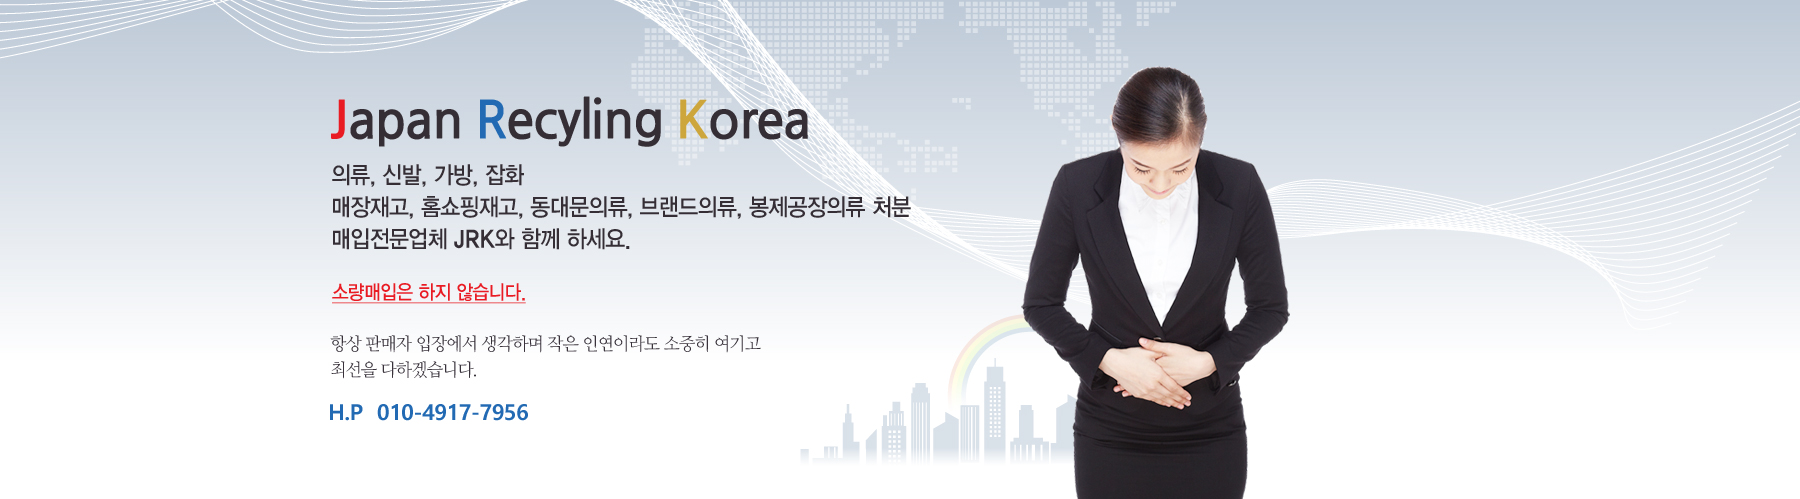 Japan Recyling Korea
의류, 신발, 가방, 잡화
매장재고, 홈쇼핑재고, 동대문의류, 브랜드의류, 봉제공장의류 처분
매입전문업체 JRK와 함께 하세요.
소량매입은 하지 않습니다.
항상 판매자 입장에서 생각하며 작은 인연이라도 소중히 여기고
최선을 다하겠습니다.
H.P 010-4917-7956